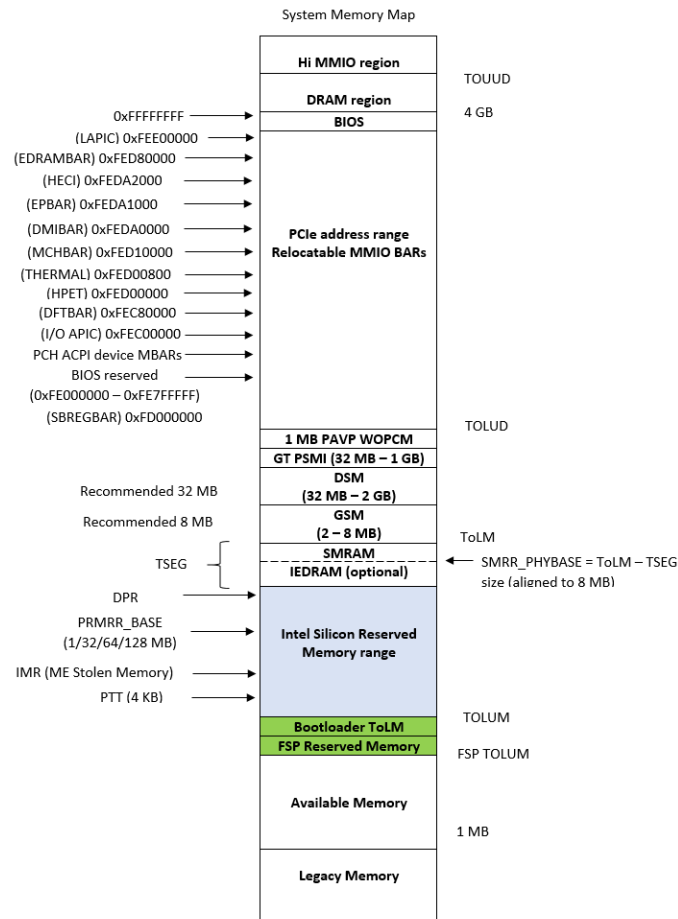 System Memory Map
Hi MMIO region
TOUUD
DRAM region
0xFFFFFFFF
4 GB
BIOS
(LAPIC) 0xFEE00000
(EDRAMBAR) 0xFED80000
(HECI) 0xFEDA2000
(EPBAR) 0xFEDA1000
(DMIBAR) 0xFEDA0000
(MCHBAR) 0xFED10000
(THERMAL) 0xFED00800
(HPET) 0xFED00000
(DFTBAR) 0xFEC80000
(I/O APIC) 0xFEC00000
PCH ACPI device MBARs
BIOS reserved
(0xFE000000 – 0xFE7FFFFF)
(SBREGBAR) 0xFD000000
PCIe address range
Relocatable MMIO BARs
TOLUD
1 MB PAVP WOPCM
GT PSMI (32 MB – 1 GB)
DSM
(32 MB – 2 GB)
Recommended 32 MB
GSM
(2 – 8 MB)
Recommended 8 MB
ToLM
SMRAM
IEDRAM (optional)
TSEG
SMRR_PHYBASE = ToLM – TSEG
size (aligned to 8 MB)
DPR
PRMRR_BASE
(1/32/64/128 MB)
Intel Silicon Reserved
Memory range
IMR (ME Stolen Memory)
PTT (4 KB)
TOLUM
Bootloader ToLM
FSP Reserved Memory
FSP TOLUM
Available Memory
1 MB
Legacy Memory